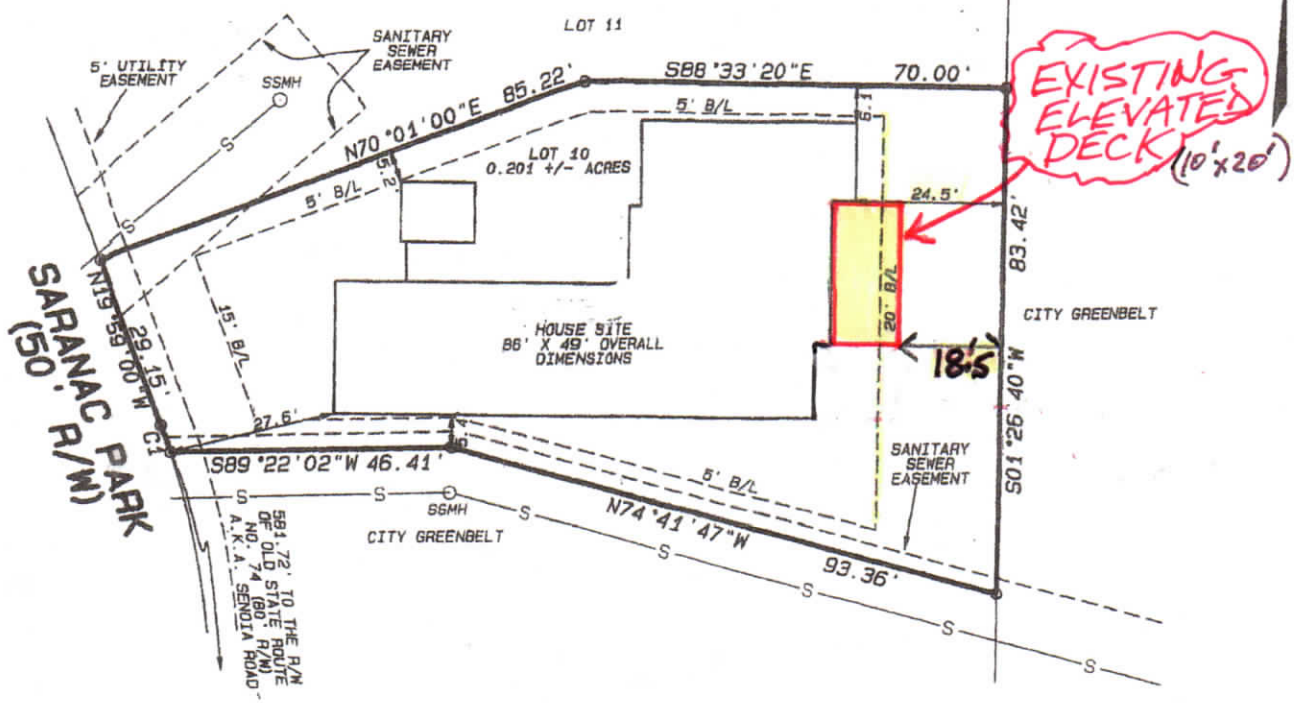 LOT 11
SANITARY
SEWER
EASEMENT
5' UTILITY
EASEMENT
SSMH
S
S
N70°01'00"E 85.22'
S88°33'20"E 70.00'
5' B/L
6.1
EXISTING
ELEVATED
DECK
(10'x20')
LOT 10
0.201 +/- ACRES
5.2'
5' B/L
24.5'
83.42'
S01°26'40"W
20' B/L
CITY GREENBELT
18.5
HOUSE SITE
86' X 49' OVERALL
DIMENSIONS
15' B/L
N19°59'00"W
29.15'
C1
SARANAC PARK
(50' R/W)
27.6'
5'
S89°22'02"W 46.41'
S
S
SSMH
CITY GREENBELT
5' B/L
SANITARY
SEWER
EASEMENT
N74°41'47"W
93.36'
S
S
S
S
S
581.72' TO THE R/W
OF OLD STATE ROUTE
NO. 74 (80' R/W)
A.K.A. SENOIA ROAD